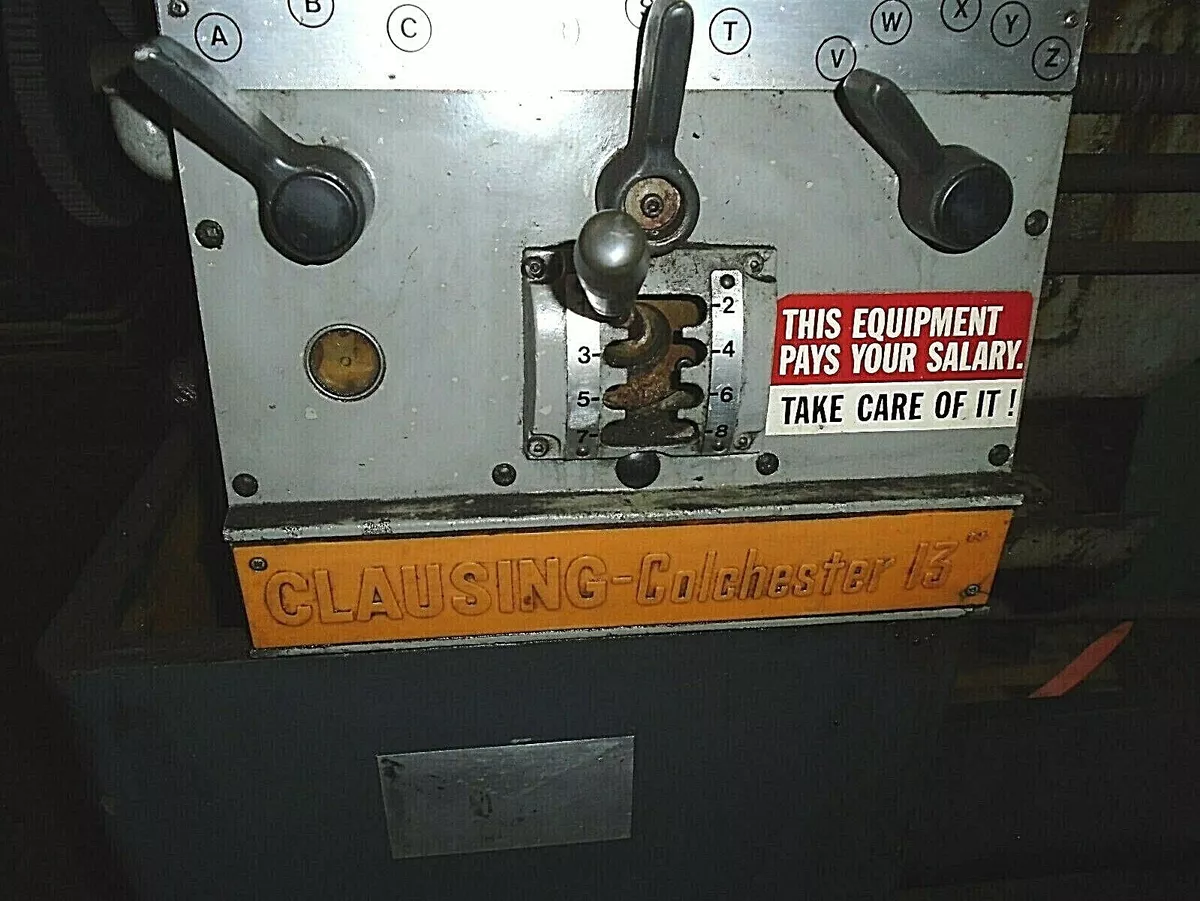 A B C S T V W X Y Z
2
3 4
5 6
7 8
THIS EQUIPMENT
PAYS YOUR SALARY.
TAKE CARE OF IT !
CLAUSING-Colchester 13"